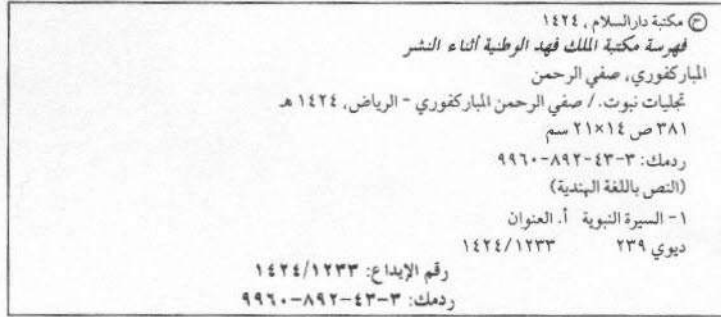 ح مكتبة دارالسلام ، ١٤٢٤
فهرسة مكتبة الملك فهد الوطنية أثناء النشر
المباركفوري، صفي الرحمن
تجليات نبوت. / صفي الرحمن المباركفوري - الرياض، ١٤٢٤ هـ
٣٨١ ص ١٤×٢١ سم
ردمك: ٣-٤٣-٨٩٢-٩٩٦٠
(النص باللغة الهندية)
١- السيرة النبوية أ. العنوان
ديوي ٢٣٩ ١٤٢٤/١٢٣٣
رقم الإيداع: ١٤٢٤/١٢٣٣
ردمك: ٣-٤٣-٨٩٢-٩٩٦٠